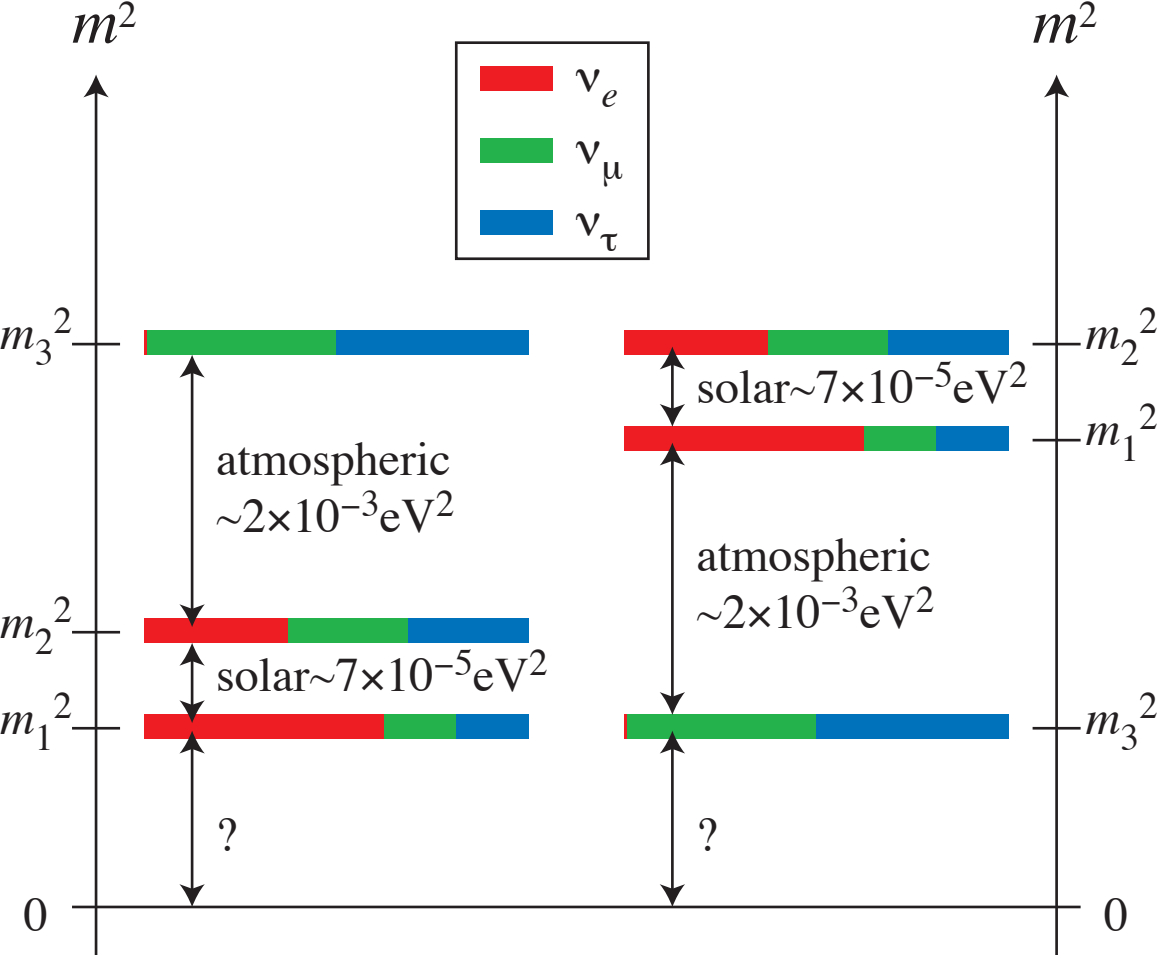 m²
m²
νe
νμ
ντ
m₃²
m₂²
solar~7×10⁻⁵eV²
m₁²
atmospheric
~2×10⁻³eV²
atmospheric
~2×10⁻³eV²
m₂²
solar~7×10⁻⁵eV²
m₁²
m₃²
?
?
0
0